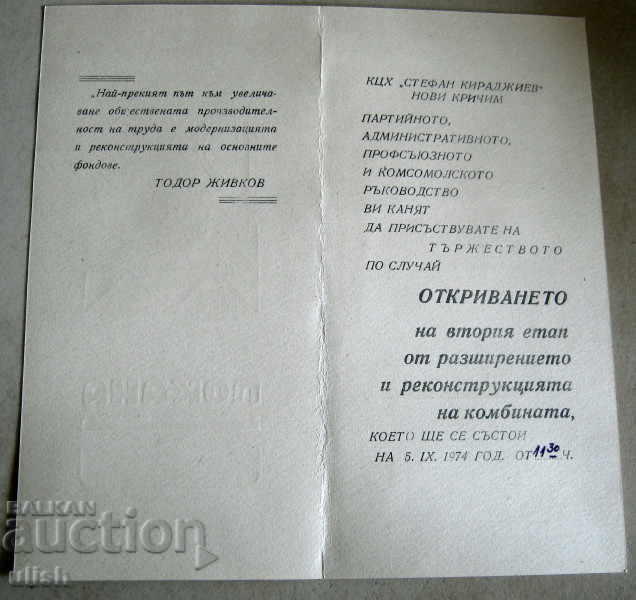 „Най-прекият път към увелича-
ване обществената производител-
ност на труда е модернизацията
и реконструкцията на основните
фондове.
ТОДОР ЖИВКОВ
КЦХ „СТЕФАН КИРАДЖИЕВ"
НОВИ КРИЧИМ
ПАРТИЙНОТО,
АДМИНИСТРАТИВНОТО,
ПРОФСЪЮЗНОТО
И КОМСОМОЛСКОТО
РЪКОВОДСТВО
ВИ КАНЯТ
ДА ПРИСЪСТВУВАТЕ НА
ТЪРЖЕСТВОТО
ПО СЛУЧАЙ
ОТКРИВАНЕТО
на втория етап
от разширението
и реконструкцията
на комбината,
КОЕТО ЩЕ СЕ СЪСТОИ
НА 5. IX. 1974 ГОД. ОТ 11 30 Ч.
BALKAN
auction
uljsh